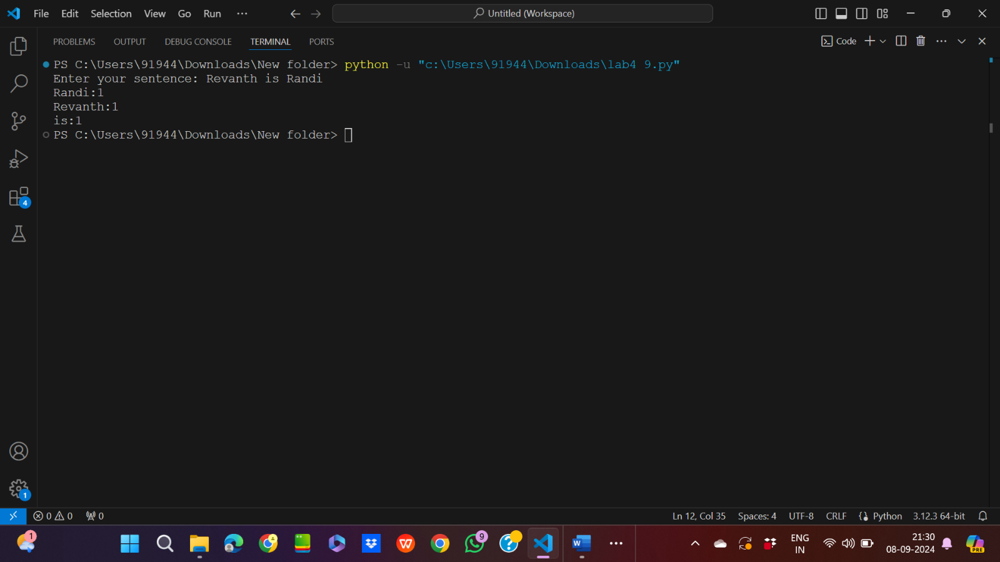 File Edit Selection View Go Run ··· Untitled (Workspace)
PROBLEMS OUTPUT DEBUG CONSOLE TERMINAL PORTS Code
PS C:\Users\91944\Downloads\New folder> python -u "c:\Users\91944\Downloads\lab4 9.py"
Enter your sentence: Revanth is Randi
Randi:1
Revanth:1
is:1
PS C:\Users\91944\Downloads\New folder>
4
1
0 0 0 Ln 12, Col 35 Spaces: 4 UTF-8 CRLF Python 3.12.3 64-bit
1 W 9 ? W ENG 21:30
IN 08-09-2024 PRE